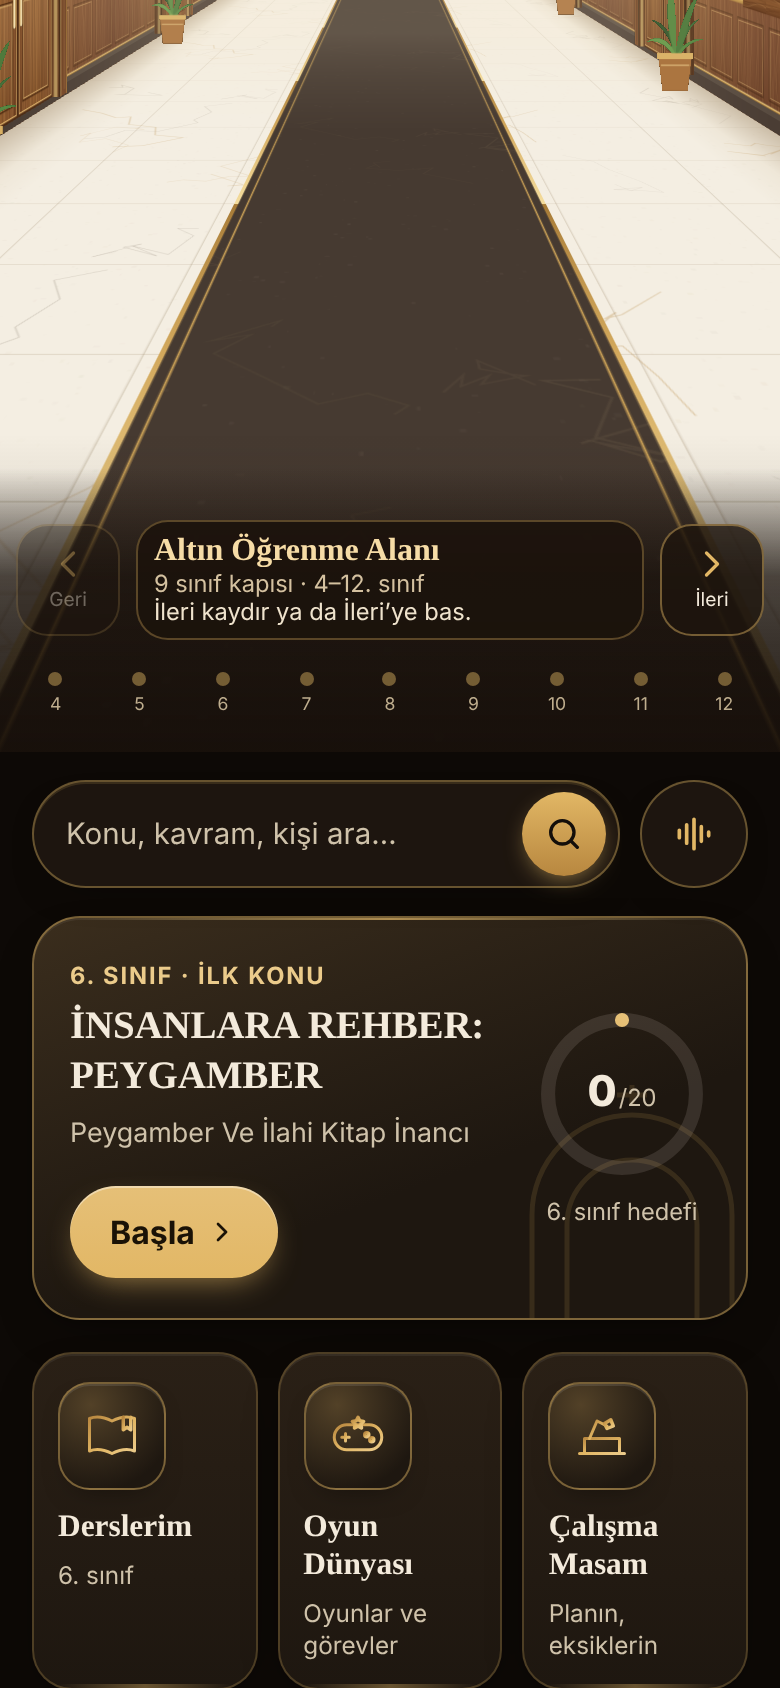 Altın Öğrenme Alanı
9 sınıf kapısı · 4–12. sınıf
İleri kaydır ya da İleri’ye bas.
Geri
İleri
4 5 6 7 8 9 10 11 12
Konu, kavram, kişi ara...
6. SINIF · İLK KONU
İNSANLARA REHBER:
PEYGAMBER
Peygamber Ve İlahi Kitap İnancı
0/20
6. sınıf hedefi
Başla
Derslerim
6. sınıf
Oyun
Dünyası
Oyunlar ve
görevler
Çalışma
Masam
Planın,
eksiklerin